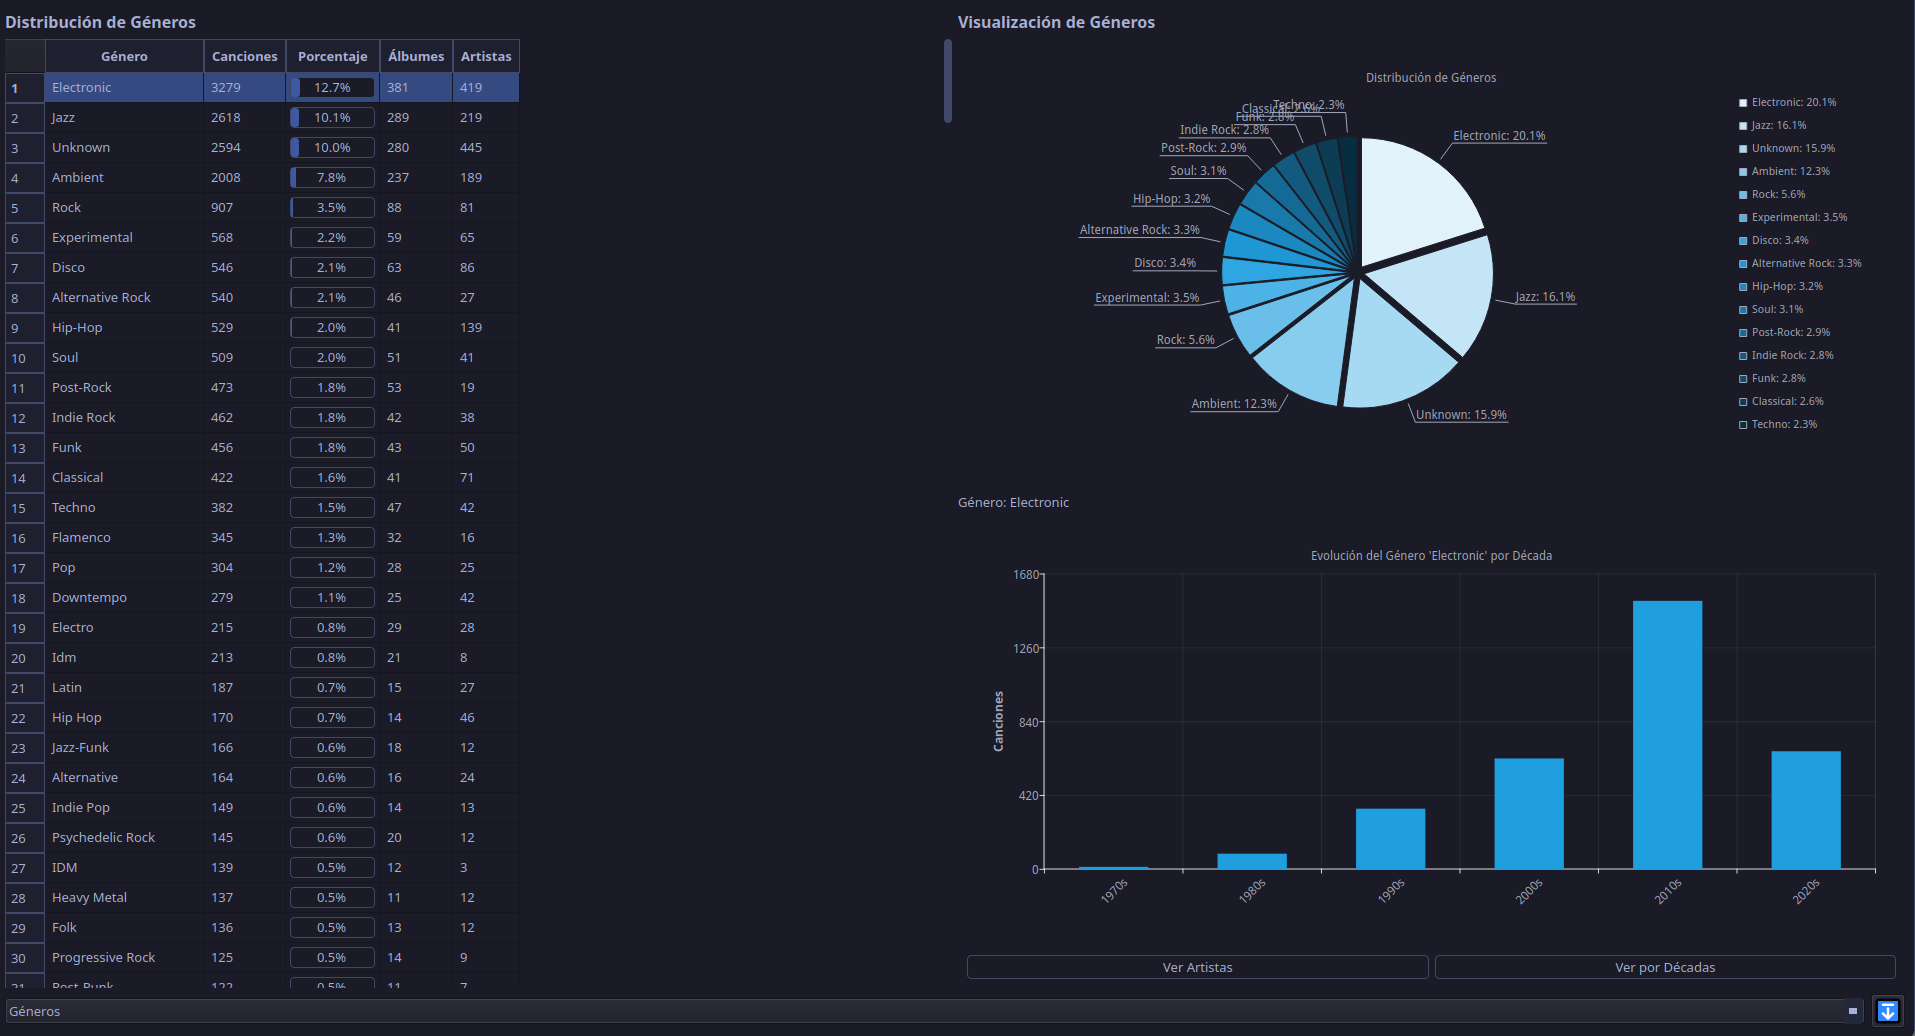 Distribución de Géneros
Género Canciones Porcentaje Álbumes Artistas
1 Electronic 3279 12.7% 381 419
2 Jazz 2618 10.1% 289 219
3 Unknown 2594 10.0% 280 445
4 Ambient 2008 7.8% 237 189
5 Rock 907 3.5% 88 81
6 Experimental 568 2.2% 59 65
7 Disco 546 2.1% 63 86
8 Alternative Rock 540 2.1% 46 27
9 Hip-Hop 529 2.0% 41 139
10 Soul 509 2.0% 51 41
11 Post-Rock 473 1.8% 53 19
12 Indie Rock 462 1.8% 42 38
13 Funk 456 1.8% 43 50
14 Classical 422 1.6% 41 71
15 Techno 382 1.5% 47 42
16 Flamenco 345 1.3% 32 16
17 Pop 304 1.2% 28 25
18 Downtempo 279 1.1% 25 42
19 Electro 215 0.8% 29 28
20 Idm 213 0.8% 21 8
21 Latin 187 0.7% 15 27
22 Hip Hop 170 0.7% 14 46
23 Jazz-Funk 166 0.6% 18 12
24 Alternative 164 0.6% 16 24
25 Indie Pop 149 0.6% 14 13
26 Psychedelic Rock 145 0.6% 20 12
27 IDM 139 0.5% 12 3
28 Heavy Metal 137 0.5% 11 12
29 Folk 136 0.5% 13 12
30 Progressive Rock 125 0.5% 14 9
31 Post-Punk 122 0.5% 11 7
Visualización de Géneros
Distribución de Géneros
Techno: 2.3%
Classical: 2.6%
Funk: 2.8%
Indie Rock: 2.8%
Post-Rock: 2.9%
Soul: 3.1%
Hip-Hop: 3.2%
Alternative Rock: 3.3%
Disco: 3.4%
Experimental: 3.5%
Rock: 5.6%
Ambient: 12.3%
Unknown: 15.9%
Jazz: 16.1%
Electronic: 20.1%
Electronic: 20.1%
Jazz: 16.1%
Unknown: 15.9%
Ambient: 12.3%
Rock: 5.6%
Experimental: 3.5%
Disco: 3.4%
Alternative Rock: 3.3%
Hip-Hop: 3.2%
Soul: 3.1%
Post-Rock: 2.9%
Indie Rock: 2.8%
Funk: 2.8%
Classical: 2.6%
Techno: 2.3%
Género: Electronic
Evolución del Género 'Electronic' por Década
Canciones
1680
1260
840
420
0
1970s 1980s 1990s 2000s 2010s 2020s
Ver Artistas Ver por Décadas
Géneros